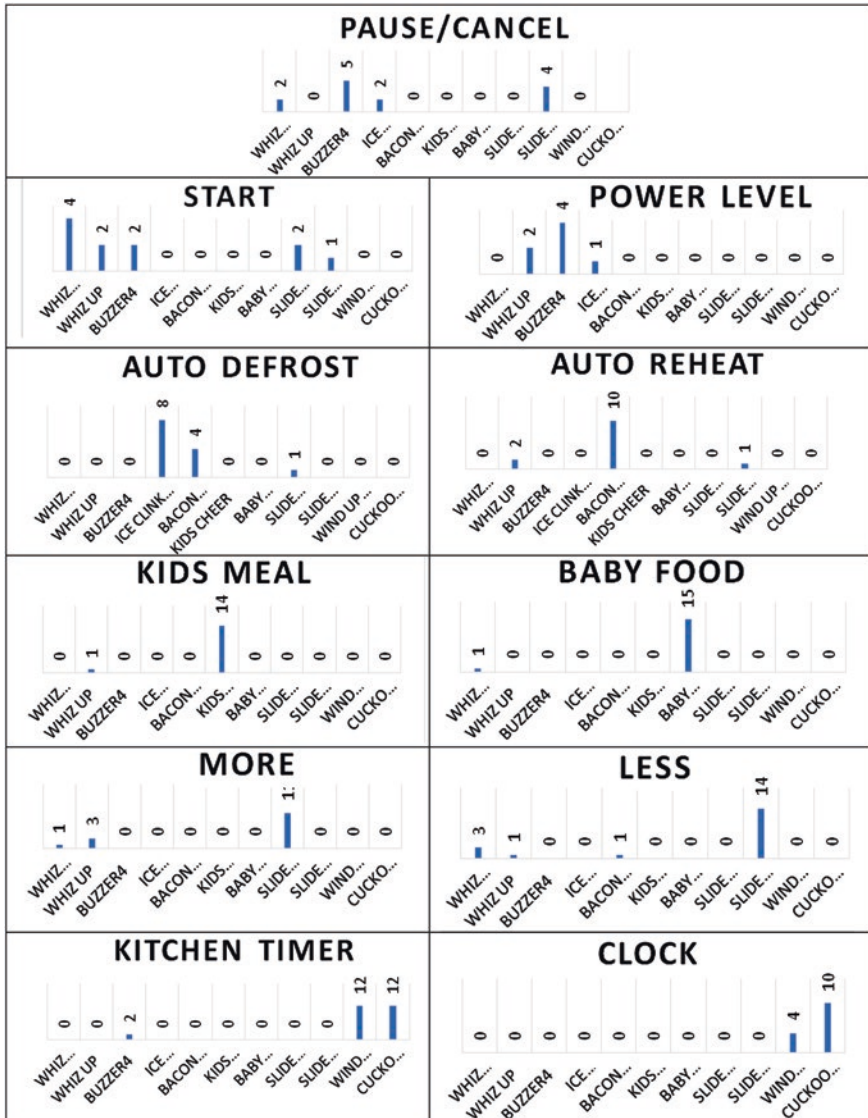 PAUSE/CANCEL
2 0 5 2 0 0 0 0 4 0
WHIZ... WHIZ UP BUZZER4 ICE... BACON... KIDS... BABY... SLIDE... SLIDE... WIND... CUCKO...
START
4 2 2 0 0 0 0 2 1 0 0
WHIZ... WHIZ UP BUZZER4 ICE... BACON... KIDS... BABY... SLIDE... SLIDE... WIND... CUCKO...
POWER LEVEL
0 2 4 1 0 0 0 0 0 0 0
WHIZ... WHIZ UP BUZZER4 ICE... BACON... KIDS... BABY... SLIDE... SLIDE... WIND... CUCKO...
AUTO DEFROST
0 0 0 8 4 0 0 1 0 0 0
WHIZ... WHIZ UP BUZZER4 ICE CLINK... BACON... KIDS CHEER BABY... SLIDE... SLIDE... WIND UP... CUCKOO...
AUTO REHEAT
0 2 0 0 10 0 0 0 1 0 0
WHIZ... WHIZ UP BUZZER4 ICE CLINK... BACON... KIDS CHEER BABY... SLIDE... SLIDE... WIND UP... CUCKOO...
KIDS MEAL
0 1 0 0 0 14 0 0 0 0 0
WHIZ... WHIZ UP BUZZER4 ICE... BACON... KIDS... BABY... SLIDE... SLIDE... WIND... CUCKO...
BABY FOOD
1 0 0 0 0 0 15 0 0 0 0
WHIZ... WHIZ UP BUZZER4 ICE... BACON... KIDS... BABY... SLIDE... SLIDE... WIND... CUCKO...
MORE
1 3 0 0 0 0 0 0 0 0
WHIZ... WHIZ UP BUZZER4 ICE... BACON... KIDS... BABY... SLIDE... SLIDE... WIND... CUCKO...
LESS
3 1 0 0 1 0 0 0 14 0 0
WHIZ... WHIZ UP BUZZER4 ICE... BACON... KIDS... BABY... SLIDE... SLIDE... WIND... CUCKO...
KITCHEN TIMER
0 0 2 0 0 0 0 0 0 12 12
WHIZ... WHIZ UP BUZZER4 ICE... BACON... KIDS... BABY... SLIDE... SLIDE... WIND... CUCKO...
CLOCK
0 0 0 0 0 0 0 0 0 4 10
WHIZ... WHIZ UP BUZZER4 ICE... BACON... KIDS... BABY... SLIDE... SLIDE... WIND... CUCKOO...